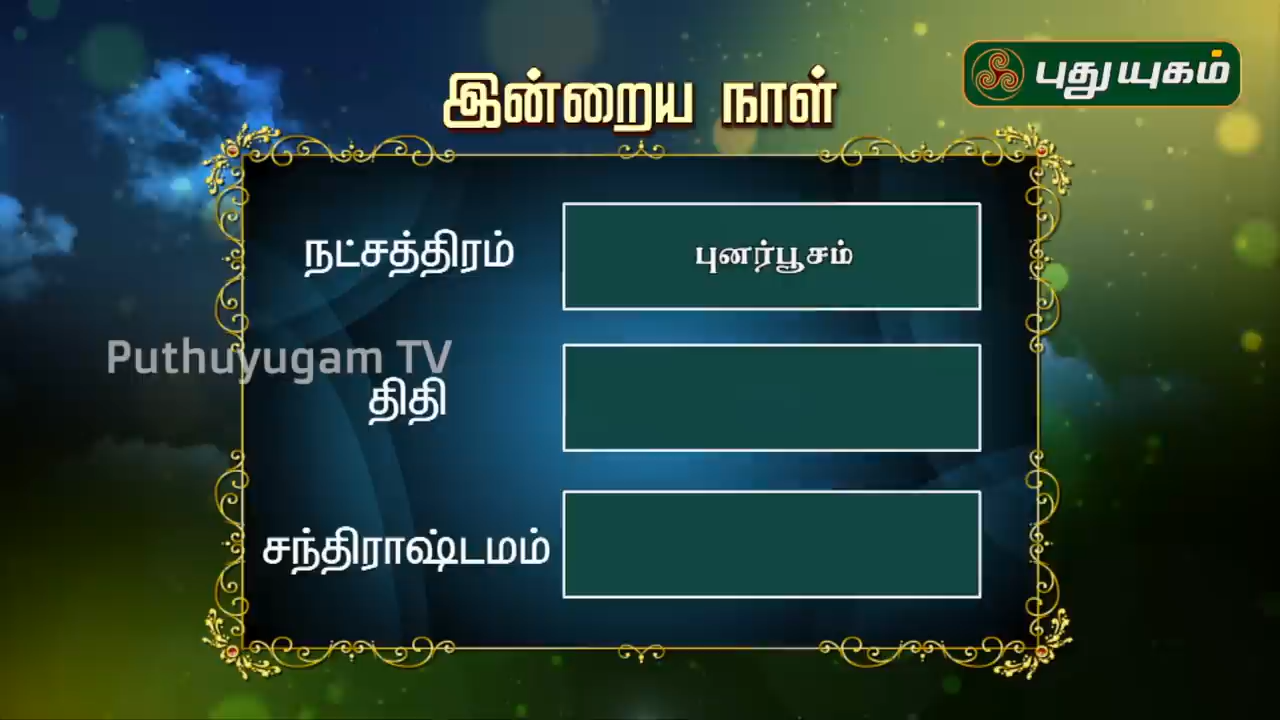 இன்றைய நாள்
புதுயுகம்
நட்சத்திரம்
புனர்பூசம்
Puthuyugam TV
திதி
சந்திராஷ்டமம்